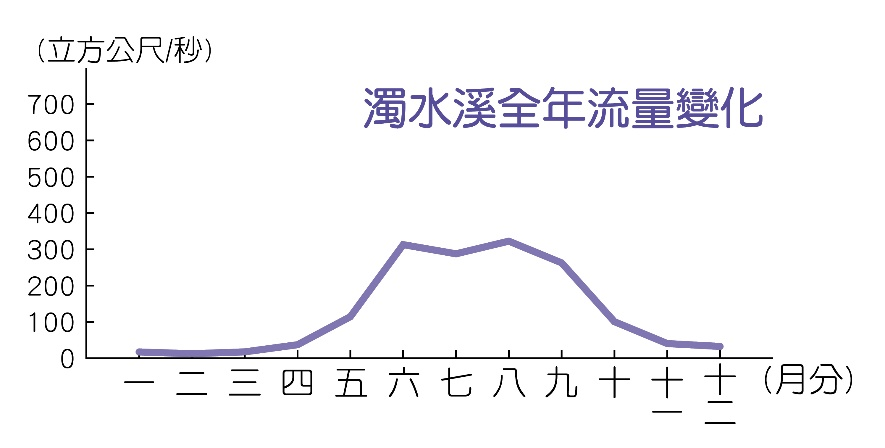 (立方公尺/秒)
濁水溪全年流量變化
700
600
500
400
300
200
100
0
一 二 三 四 五 六 七 八 九 十 十一 十二 (月分)